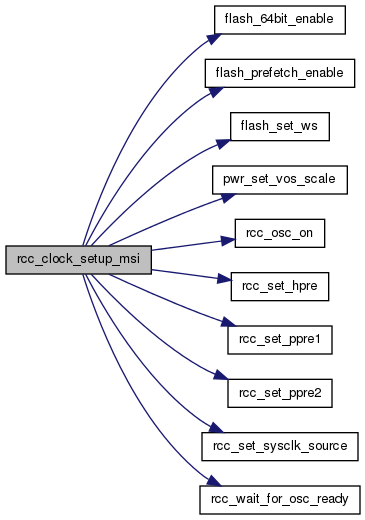 flash_64bit_enable
flash_prefetch_enable
flash_set_ws
pwr_set_vos_scale
rcc_osc_on
rcc_clock_setup_msi
rcc_set_hpre
rcc_set_ppre1
rcc_set_ppre2
rcc_set_sysclk_source
rcc_wait_for_osc_ready